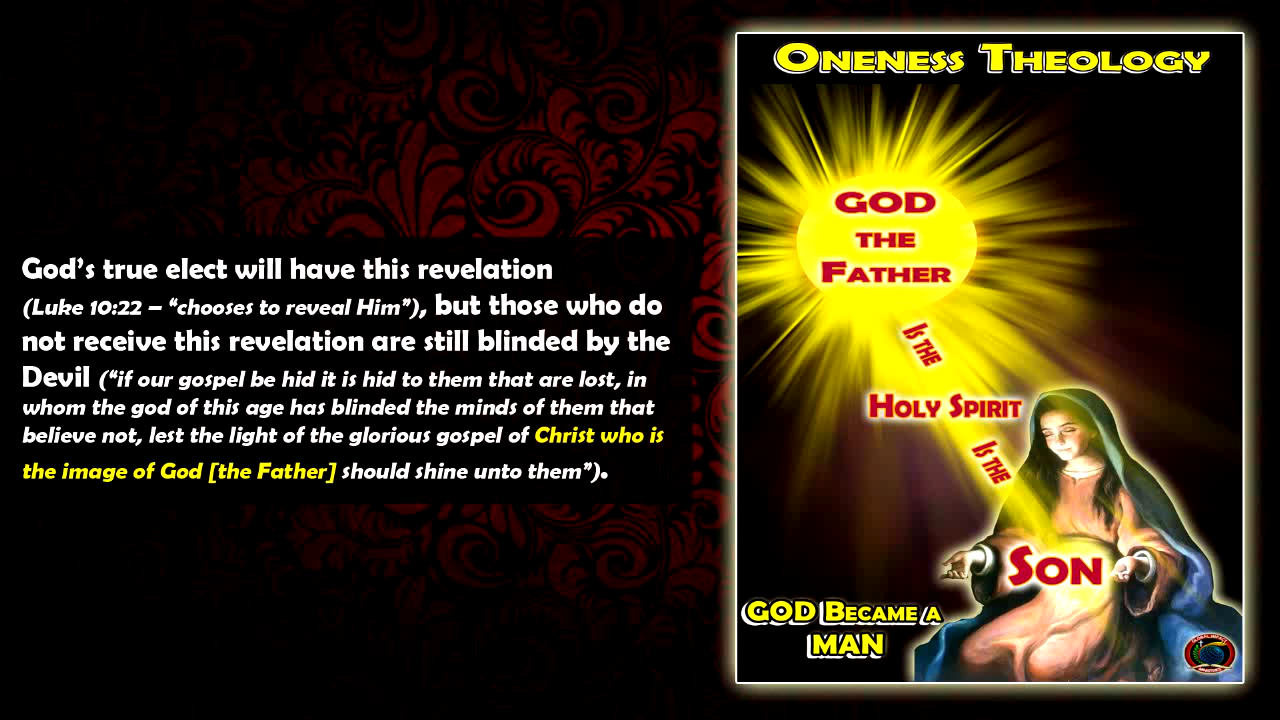 God’s true elect will have this revelation
(Luke 10:22 – “chooses to reveal Him”), but those who do
not receive this revelation are still blinded by the
Devil (“if our gospel be hid it is hid to them that are lost, in
whom the god of this age has blinded the minds of them that
believe not, lest the light of the glorious gospel of Christ who is
the image of God [the Father] should shine unto them”).
ONENESS THEOLOGY
GOD
THE
FATHER
IS THE
HOLY SPIRIT
IS THE
SON
GOD BECAME A
MAN
GLOBAL IMPACT
MINISTRIES